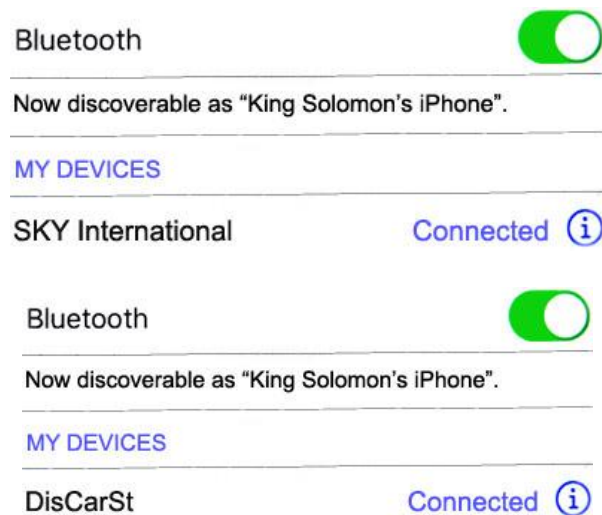 Bluetooth
Now discoverable as “King Solomon’s iPhone”.
MY DEVICES
SKY International Connected i
Bluetooth
Now discoverable as “King Solomon’s iPhone”.
MY DEVICES
DisCarSt Connected i